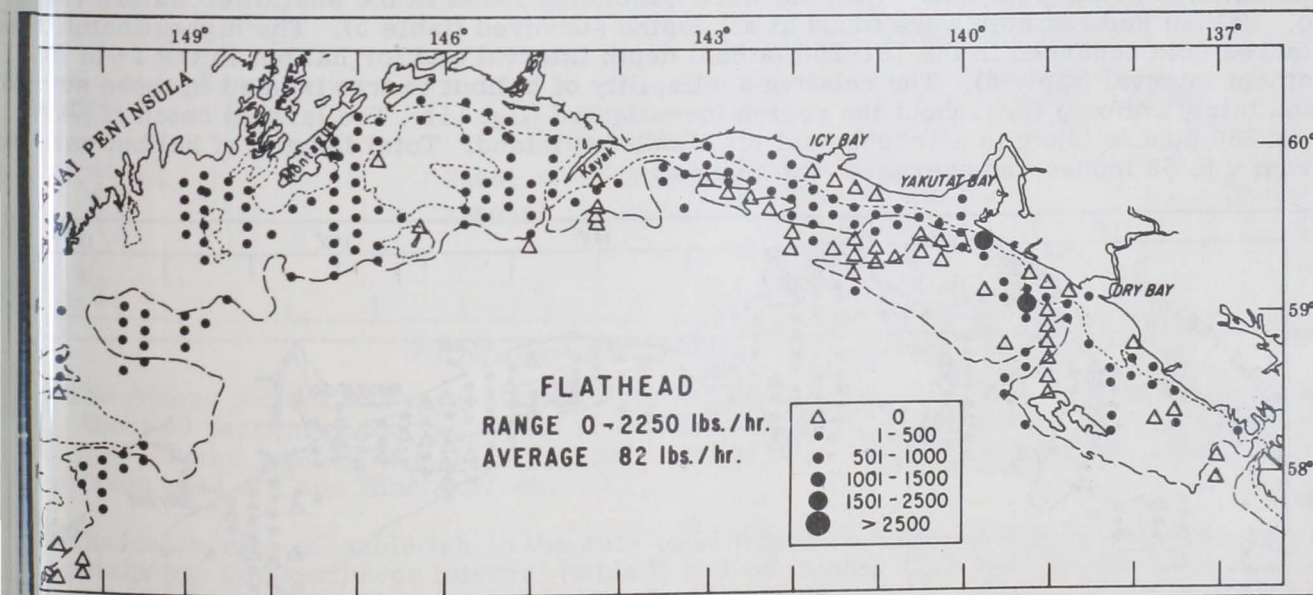 149° 146° 143° 140° 137°
PENINSULA
Montague
Kayak
ICY BAY
YAKUTAT BAY
60°
DRY BAY
59°
58°
FLATHEAD
RANGE 0-2250 lbs./hr.
AVERAGE 82 lbs./hr.
0
1-500
501-1000
1001-1500
1501-2500
>2500